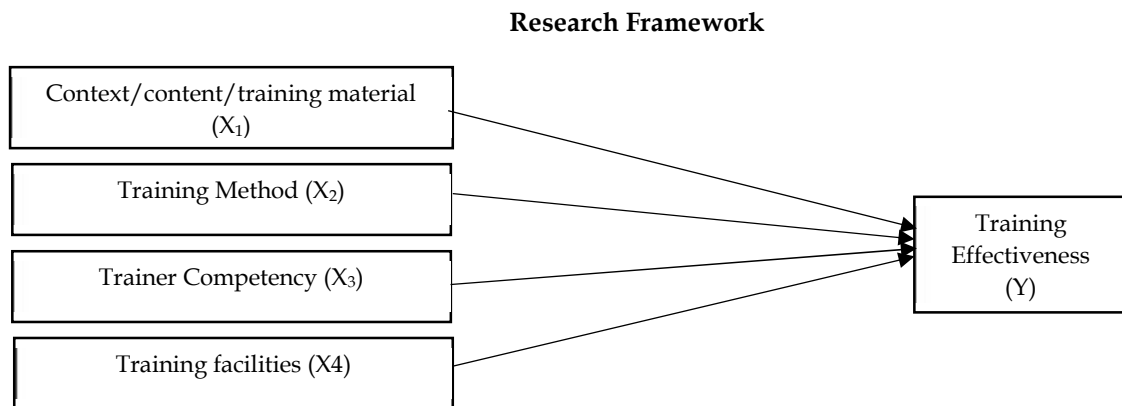 Research Framework
Context/content/training material
(X₁)
Training Method (X₂)
Trainer Competency (X₃)
Training facilities (X4)
Training
Effectiveness
(Y)